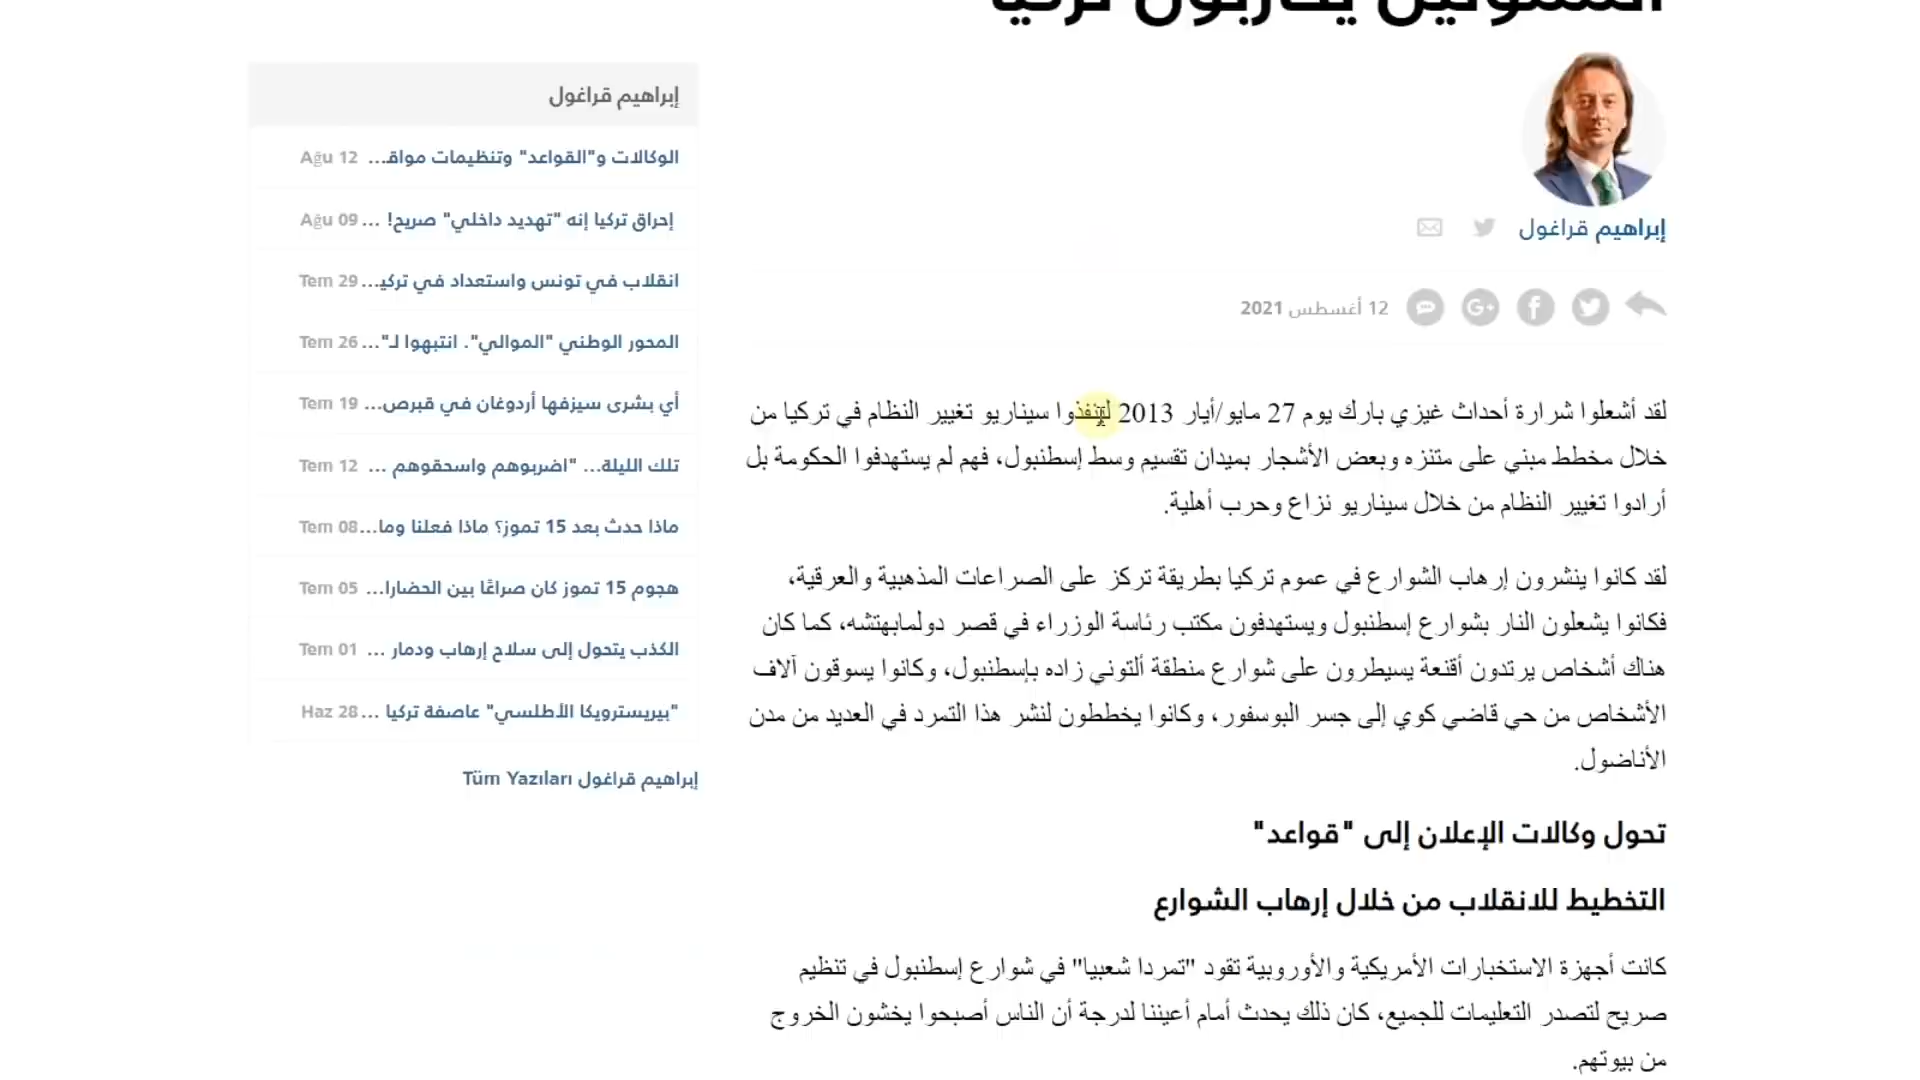 الممولين يحاربون تركيا
إبراهيم قراغول
12 أغسطس 2021
لقد أشعلوا شرارة أحداث غيزي بارك يوم 27 مايو/أيار 2013 لينفذوا سيناريو تغيير النظام في تركيا من
خلال مخطط مبني على متنزه وبعض الأشجار بميدان تقسيم وسط إسطنبول، فهم لم يستهدفوا الحكومة بل
أرادوا تغيير النظام من خلال سيناريو نزاع وحرب أهلية.
لقد كانوا ينشرون إرهاب الشوارع في عموم تركيا بطريقة تركز على الصراعات المذهبية والعرقية،
فكانوا يشعلون النار بشوارع إسطنبول ويستهدفون مكتب رئاسة الوزراء في قصر دولمابهتشه، كما كان
هناك أشخاص يرتدون أقنعة يسيطرون على شوارع منطقة ألتوني زاده بإسطنبول، وكانوا يسوقون آلاف
الأشخاص من حي قاضي كوي إلى جسر البوسفور، وكانوا يخططون لنشر هذا التمرد في العديد من مدن
الأناضول.
تحول وكالات الإعلان إلى "قواعد"
التخطيط للانقلاب من خلال إرهاب الشوارع
كانت أجهزة الاستخبارات الأمريكية والأوروبية تقود "تمردا شعبيا" في شوارع إسطنبول في تنظيم
صريح لتصدر التعليمات للجميع، كان ذلك يحدث أمام أعيننا لدرجة أن الناس أصبحوا يخشون الخروج
من بيوتهم.
إبراهيم قراغول
الوكالات و"القواعد" وتنظيمات مواقـ... 12 Ağu
إحراق تركيا إنه "تهديد داخلي" صريح! ... 09 Ağu
انقلاب في تونس واستعداد في تركيـ... 29 Tem
المحور الوطني "الموالي". انتبهوا لـ"... 26 Tem
أي بشرى سيزفها أردوغان في قبرص... 19 Tem
تلك الليلة... "اضربوهم واسحقوهم ... 12 Tem
ماذا حدث بعد 15 تموز؟ ماذا فعلنا وما... 08 Tem
هجوم 15 تموز كان صراعًا بين الحضارا... 05 Tem
الكذب يتحول إلى سلاح إرهاب ودمار ... 01 Tem
"بيريسترويكا الأطلسي" عاصفة تركيا ... 28 Haz
إبراهيم قراغول Tüm Yazıları